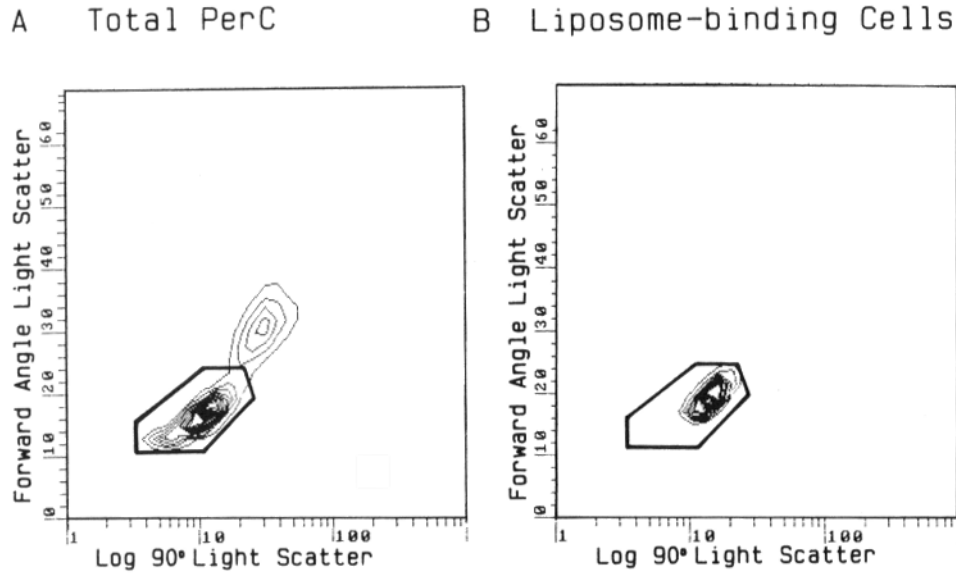 A Total PerC
B Liposome-binding Cells
Forward Angle Light Scatter
60
50
40
30
20
10
0
1 10 100
Log 90° Light Scatter
Forward Angle Light Scatter
60
50
40
30
20
10
0
1 10 100
Log 90° Light Scatter